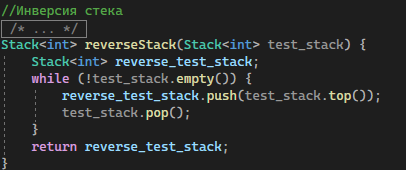 //Инверсия стека
/* ... */
Stack<int> reverseStack(Stack<int> test_stack) {
    Stack<int> reverse_test_stack;
    while (!test_stack.empty()) {
        reverse_test_stack.push(test_stack.top());
        test_stack.pop();
    }
    return reverse_test_stack;
}